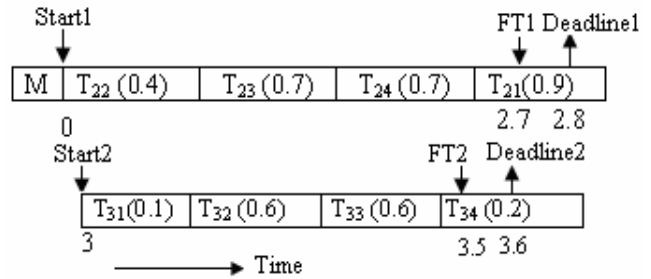 Start1 FT1 Deadline1
M T₂₂ (0.4) T₂₃ (0.7) T₂₄ (0.7) T₂₁(0.9)
0 2.7 2.8
Start2 FT2 Deadline2
T₃₁(0.1) T₃₂ (0.6) T₃₃ (0.6) T₃₄ (0.2)
3 3.5 3.6
Time